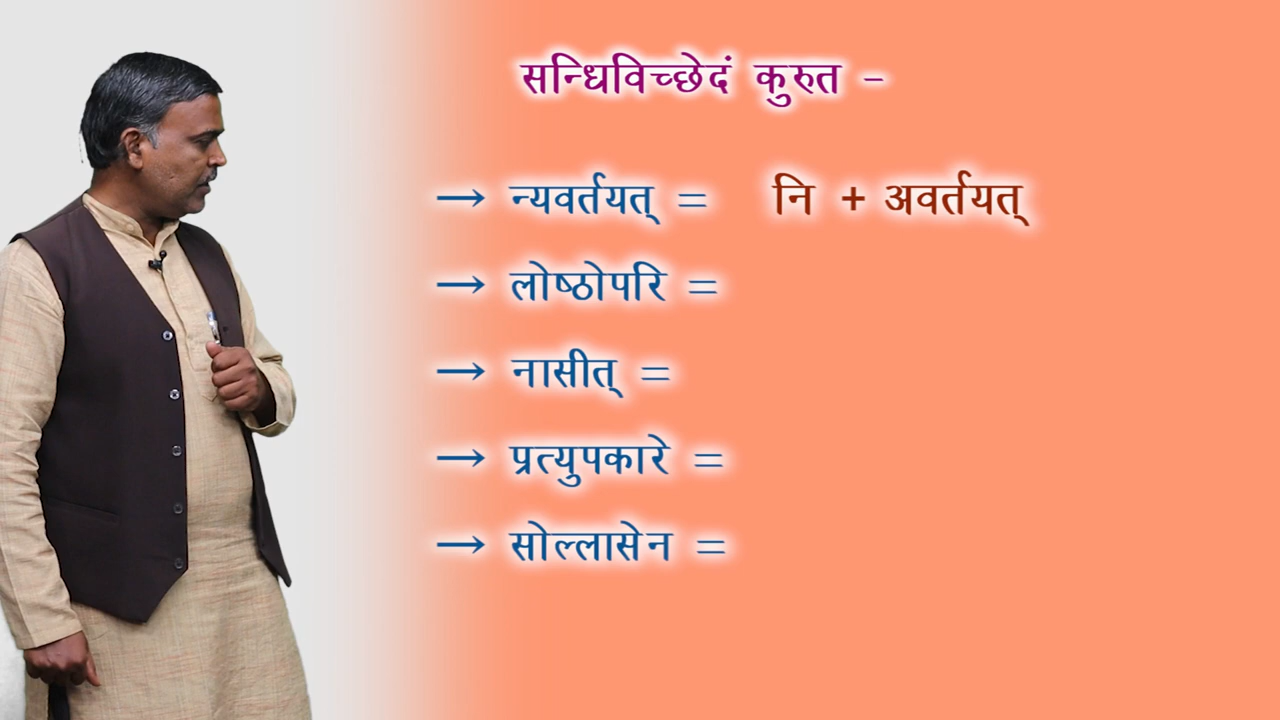 सन्धिविच्छेदं कुरुत –
→ न्यवर्तयत् = नि + अवर्तयत्
→ लोष्ठोपरि =
→ नासीत् =
→ प्रत्युपकारे =
→ सोल्लासेन =